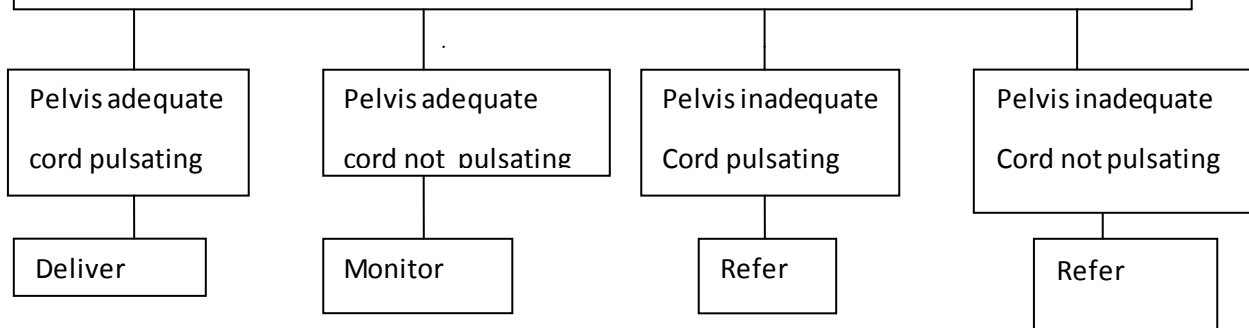 Pelvis adequate
cord pulsating
Pelvis adequate
cord not pulsating
Pelvis inadequate
Cord pulsating
Pelvis inadequate
Cord not pulsating
Deliver
Monitor
Refer
Refer